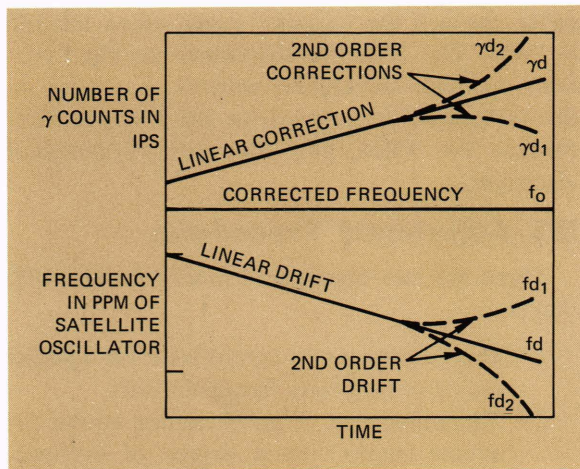 NUMBER OF
γ COUNTS IN
IPS
2ND ORDER
CORRECTIONS
γd₂
γd
γd₁
LINEAR CORRECTION
CORRECTED FREQUENCY
f₀
FREQUENCY
IN PPM OF
SATELLITE
OSCILLATOR
LINEAR DRIFT
2ND ORDER
DRIFT
fd₁
fd
fd₂
TIME